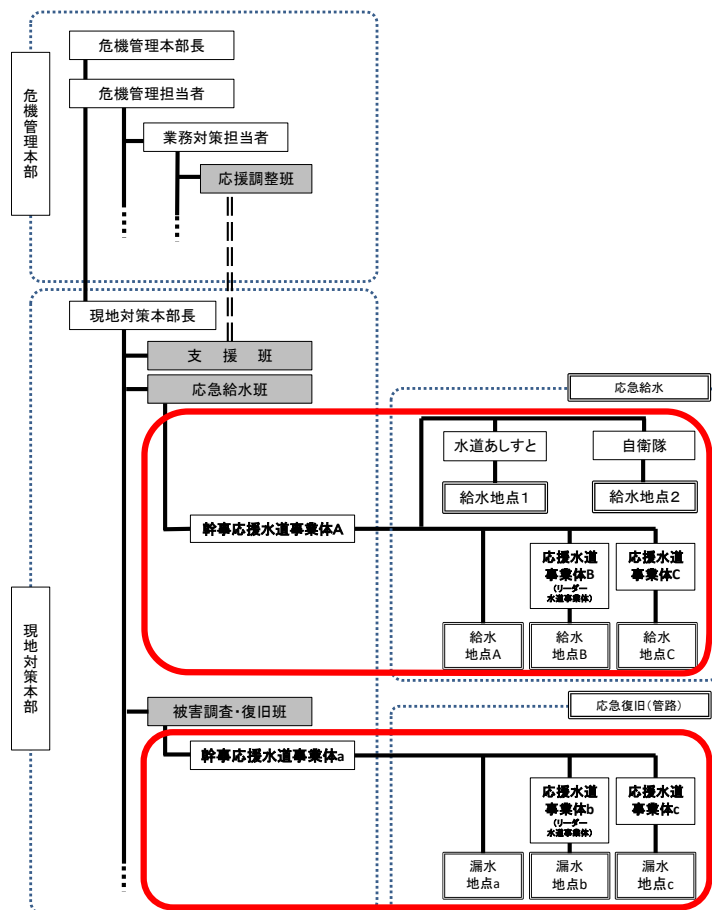 危機管理本部
危機管理本部長
危機管理担当者
業務対策担当者
応援調整班
現地対策本部
現地対策本部長
支 援 班
応急給水班
応急給水
水道あしすと
自衛隊
給水地点1
給水地点2
幹事応援水道事業体A
応援水道
事業体B
(リーダー
水道事業体)
応援水道
事業体C
給水
地点A
給水
地点B
給水
地点C
被害調査・復旧班
応急復旧(管路)
幹事応援水道事業体a
応援水道
事業体b
(リーダー
水道事業体)
応援水道
事業体c
漏水
地点a
漏水
地点b
漏水
地点c